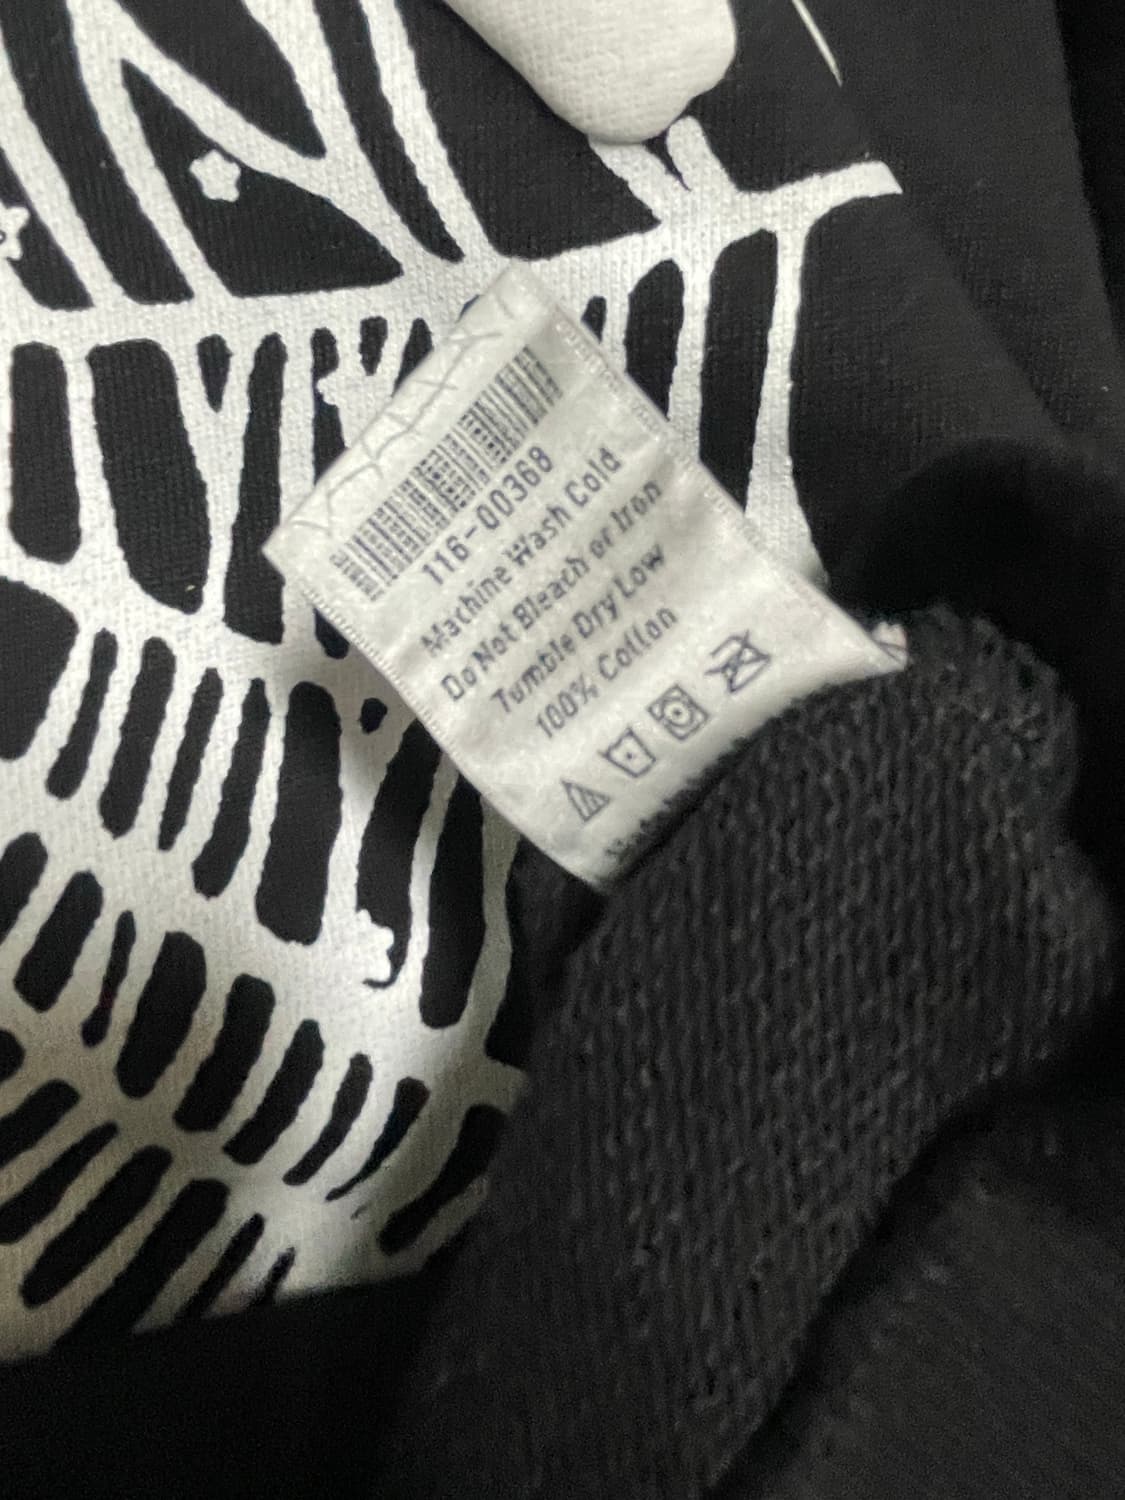 116-00368
Machine Wash Cold
Do Not Bleach or Iron
Tumble Dry Low
100% Cotton